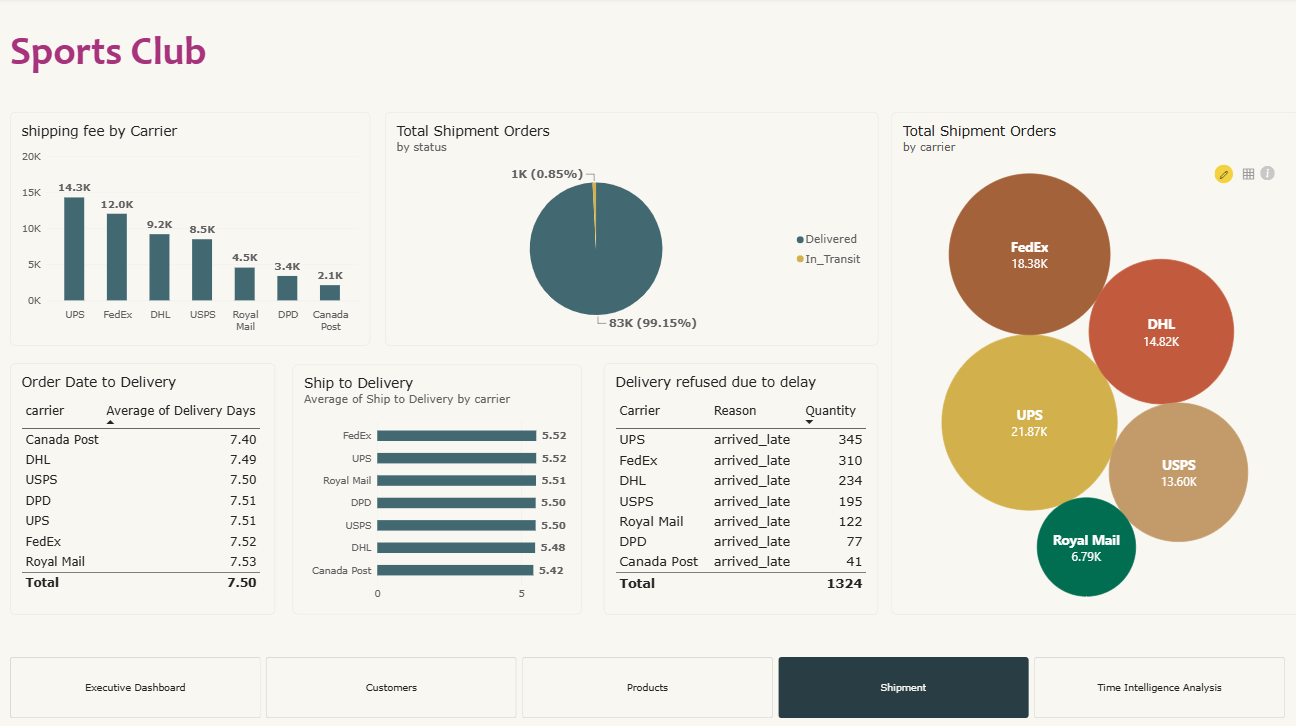 Sports Club
shipping fee by Carrier
20K
15K
10K
5K
0K
14.3K
12.0K
9.2K
8.5K
4.5K
3.4K
2.1K
UPS
FedEx
DHL
USPS
Royal
Mail
DPD
Canada
Post
Total Shipment Orders
by status
1K (0.85%)
83K (99.15%)
Delivered
In_Transit
Total Shipment Orders
by carrier
FedEx
18.38K
DHL
14.82K
UPS
21.87K
USPS
13.60K
Royal Mail
6.79K
Order Date to Delivery
carrier Average of Delivery Days
Canada Post 7.40
DHL 7.49
USPS 7.50
DPD 7.51
UPS 7.51
FedEx 7.52
Royal Mail 7.53
Total 7.50
Ship to Delivery
Average of Ship to Delivery by carrier
FedEx 5.52
UPS 5.52
Royal Mail 5.51
DPD 5.50
USPS 5.50
DHL 5.48
Canada Post 5.42
0 5
Delivery refused due to delay
Carrier Reason Quantity
UPS arrived_late 345
FedEx arrived_late 310
DHL arrived_late 234
USPS arrived_late 195
Royal Mail arrived_late 122
DPD arrived_late 77
Canada Post arrived_late 41
Total 1324
Executive Dashboard
Customers
Products
Shipment
Time Intelligence Analysis